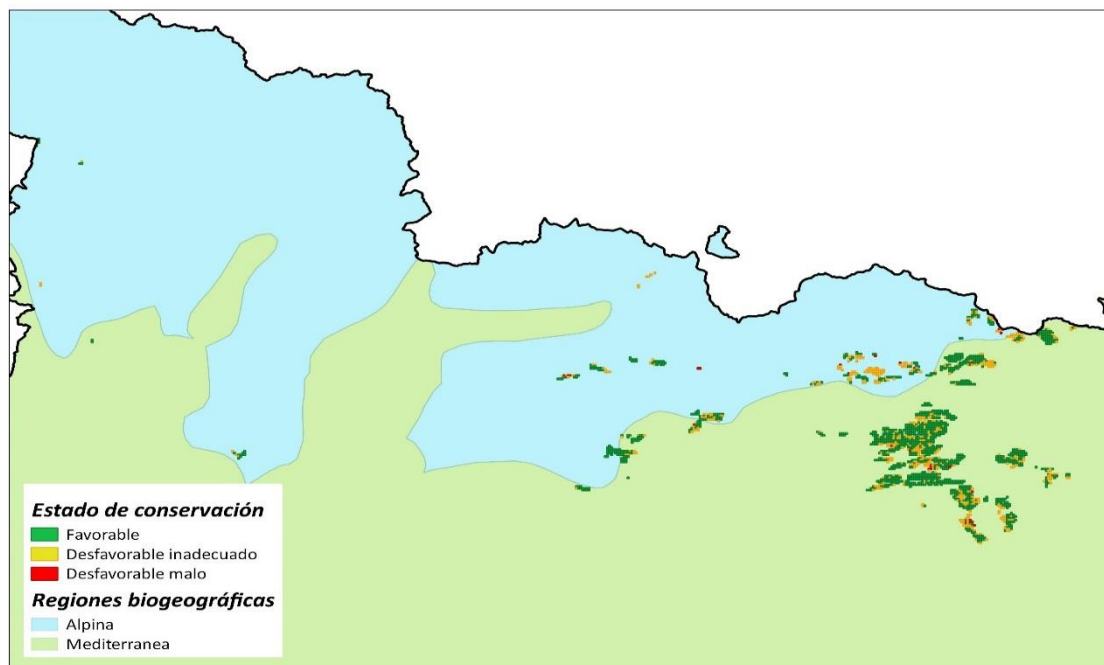 Estado de conservación
Favorable
Desfavorable inadecuado
Desfavorable malo
Regiones biogeográficas
Alpina
Mediterranea